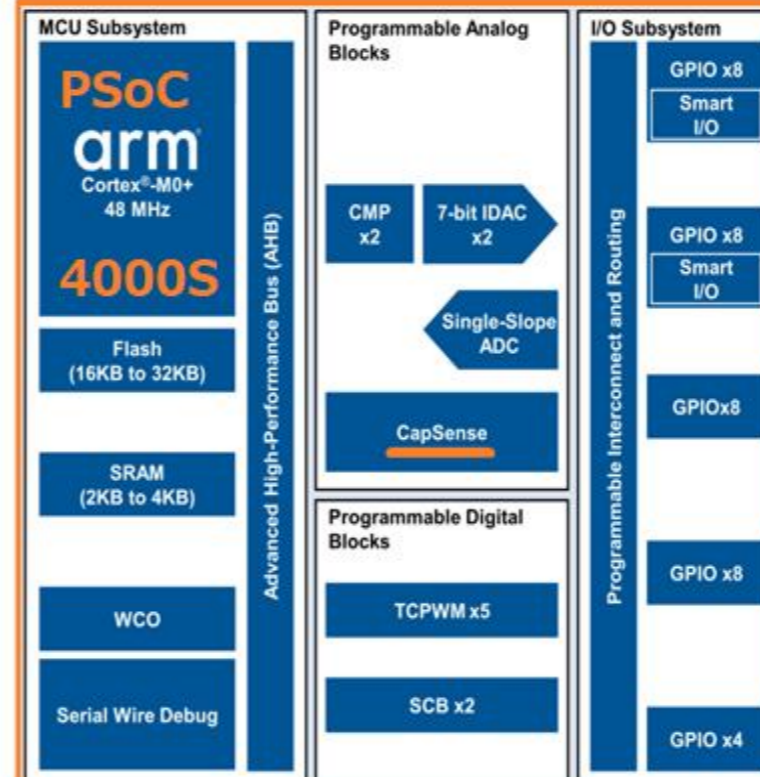 MCU Subsystem
PSoC
arm
Cortex®-M0+
48 MHz
4000S
Flash
(16KB to 32KB)
SRAM
(2KB to 4KB)
WCO
Serial Wire Debug
Advanced High-Performance Bus (AHB)
Programmable Analog
Blocks
CMP
x2
7-bit IDAC
x2
Single-Slope
ADC
CapSense
Programmable Digital
Blocks
TCPWM x5
SCB x2
I/O Subsystem
Programmable Interconnect and Routing
GPIO x8
Smart
I/O
GPIO x8
Smart
I/O
GPIOx8
GPIO x8
GPIO x4